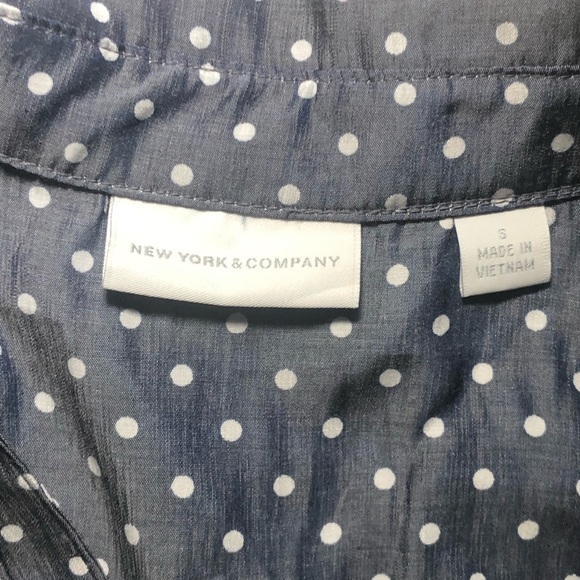 NEW YORK & COMPANY
S
MADE IN
VIETNAM